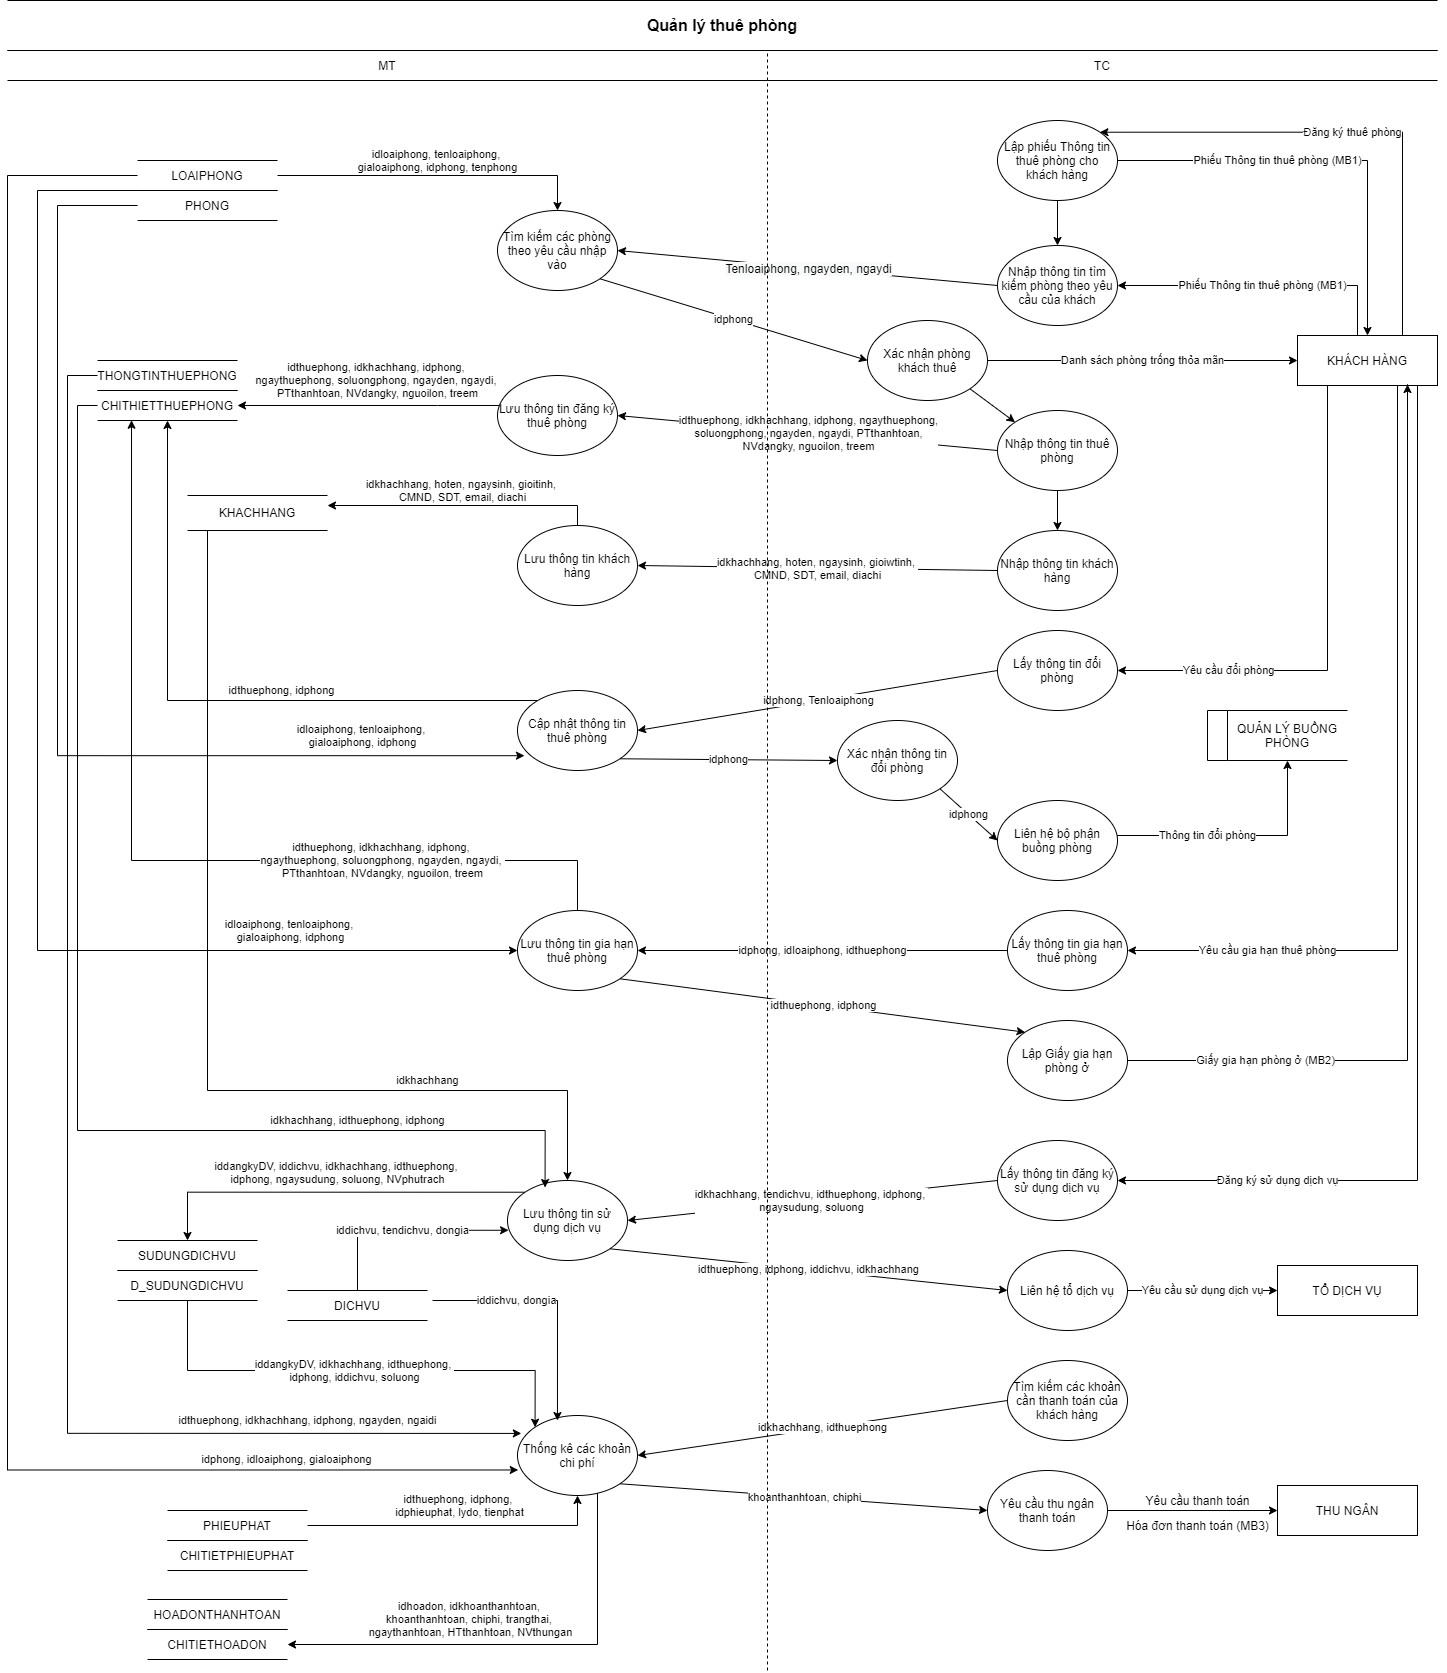 Quản lý thuê phòng
MT
TC
Đăng ký thuê phòng
Lập phiếu Thông tin
thuê phòng cho
khách hàng
Phiếu Thông tin thuê phòng (MB1)
idloaiphong, tenloaiphong,
gialoaiphong, idphong, tenphong
LOAIPHONG
PHONG
Tìm kiếm các phòng
theo yêu cầu nhập
vào
Tenloaiphong, ngayden, ngaydi
Nhập thông tin tìm
kiếm phòng theo yêu
cầu của khách
Phiếu Thông tin thuê phòng (MB1)
idphong
Xác nhận phòng
khách thuê
Danh sách phòng trống thỏa mãn
KHÁCH HÀNG
THONGTINTHUEPHONG
CHITHIETTHUEPHONG
idthuephong, idkhachhang, idphong,
ngaythuephong, soluongphong, ngayden, ngaydi,
PTthanhtoan, NVdangky, nguoilon, treem
Lưu thông tin đăng ký
thuê phòng
idthuephong, idkhachhang, idphong, ngaythuephong,
soluongphong, ngayden, ngaydi, PTthanhtoan,
NVdangky, nguoilon, treem
Nhập thông tin thuê
phòng
idkhachhang, hoten, ngaysinh, gioitinh,
CMND, SDT, email, diachi
KHACHHANG
Lưu thông tin khách
hàng
idkhachhang, hoten, ngaysinh, gioiwtinh,
CMND, SDT, email, diachi
Nhập thông tin khách
hàng
Lấy thông tin đổi
phòng
Yêu cầu đổi phòng
idthuephong, idphong
idphong, Tenloaiphong
Cập nhật thông tin
thuê phòng
idloaiphong, tenloaiphong,
gialoaiphong, idphong
idphong
Xác nhận thông tin
đổi phòng
QUẢN LÝ BUỒNG
PHÒNG
idphong
Liên hệ bộ phận
buồng phòng
Thông tin đổi phòng
idthuephong, idkhachhang, idphong,
ngaythuephong, soluongphong, ngayden, ngaydi,
PTthanhtoan, NVdangky, nguoilon, treem
idloaiphong, tenloaiphong,
gialoaiphong, idphong
Lưu thông tin gia hạn
thuê phòng
idphong, idloaiphong, idthuephong
Lấy thông tin gia hạn
thuê phòng
Yêu cầu gia hạn thuê phòng
idthuephong, idphong
Lập Giấy gia hạn
phòng ở
Giấy gia hạn phòng ở (MB2)
idkhachhang
idkhachhang, idthuephong, idphong
iddangkyDV, iddichvu, idkhachhang, idthuephong,
idphong, ngaysudung, soluong, NVphutrach
Lấy thông tin đăng ký
sử dụng dịch vụ
Đăng ký sử dụng dịch vụ
idkhachhang, tendichvu, idthuephong, idphong,
ngaysudung, soluong
Lưu thông tin sử
dụng dịch vụ
iddichvu, tendichvu, dongia
SUDUNGDICHVU
D_SUDUNGDICHVU
idthuephong, idphong, iddichvu, idkhachhang
Liên hệ tổ dịch vụ
Yêu cầu sử dụng dịch vụ
TỔ DỊCH VỤ
DICHVU
iddichvu, dongia
iddangkyDV, idkhachhang, idthuephong,
idphong, iddichvu, soluong
Tìm kiếm các khoản
cần thanh toán của
khách hàng
idthuephong, idkhachhang, idphong, ngayden, ngaidi
idkhachhang, idthuephong
Thống kê các khoản
chi phí
idphong, idloaiphong, gialoaiphong
khoanthanhtoan, chiphi
Yêu cầu thu ngân
thanh toán
Yêu cầu thanh toán
Hóa đơn thanh toán (MB3)
THU NGÂN
idthuephong, idphong,
idphieuphat, lydo, tienphat
PHIEUPHAT
CHITIETPHIEUPHAT
HOADONTHANHTOAN
CHITIETHOADON
idhoadon, idkhoanthanhtoan,
khoanthanhtoan, chiphi, trangthai,
ngaythanhtoan, HTthanhtoan, NVthungan